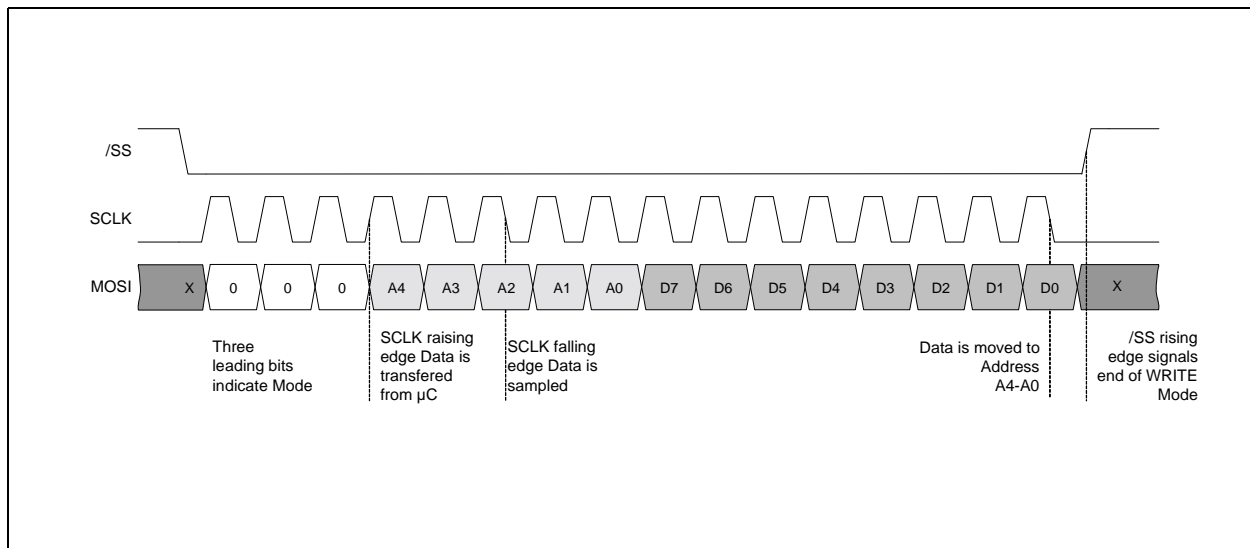 /SS
SCLK
MOSI
X 0 0 0 A4 A3 A2 A1 A0 D7 D6 D5 D4 D3 D2 D1 D0 X
Three
leading bits
indicate Mode
SCLK raising
edge Data is
transfered
from µC
SCLK falling
edge Data is
sampled
Data is moved to
Address
A4-A0
/SS rising
edge signals
end of WRITE
Mode